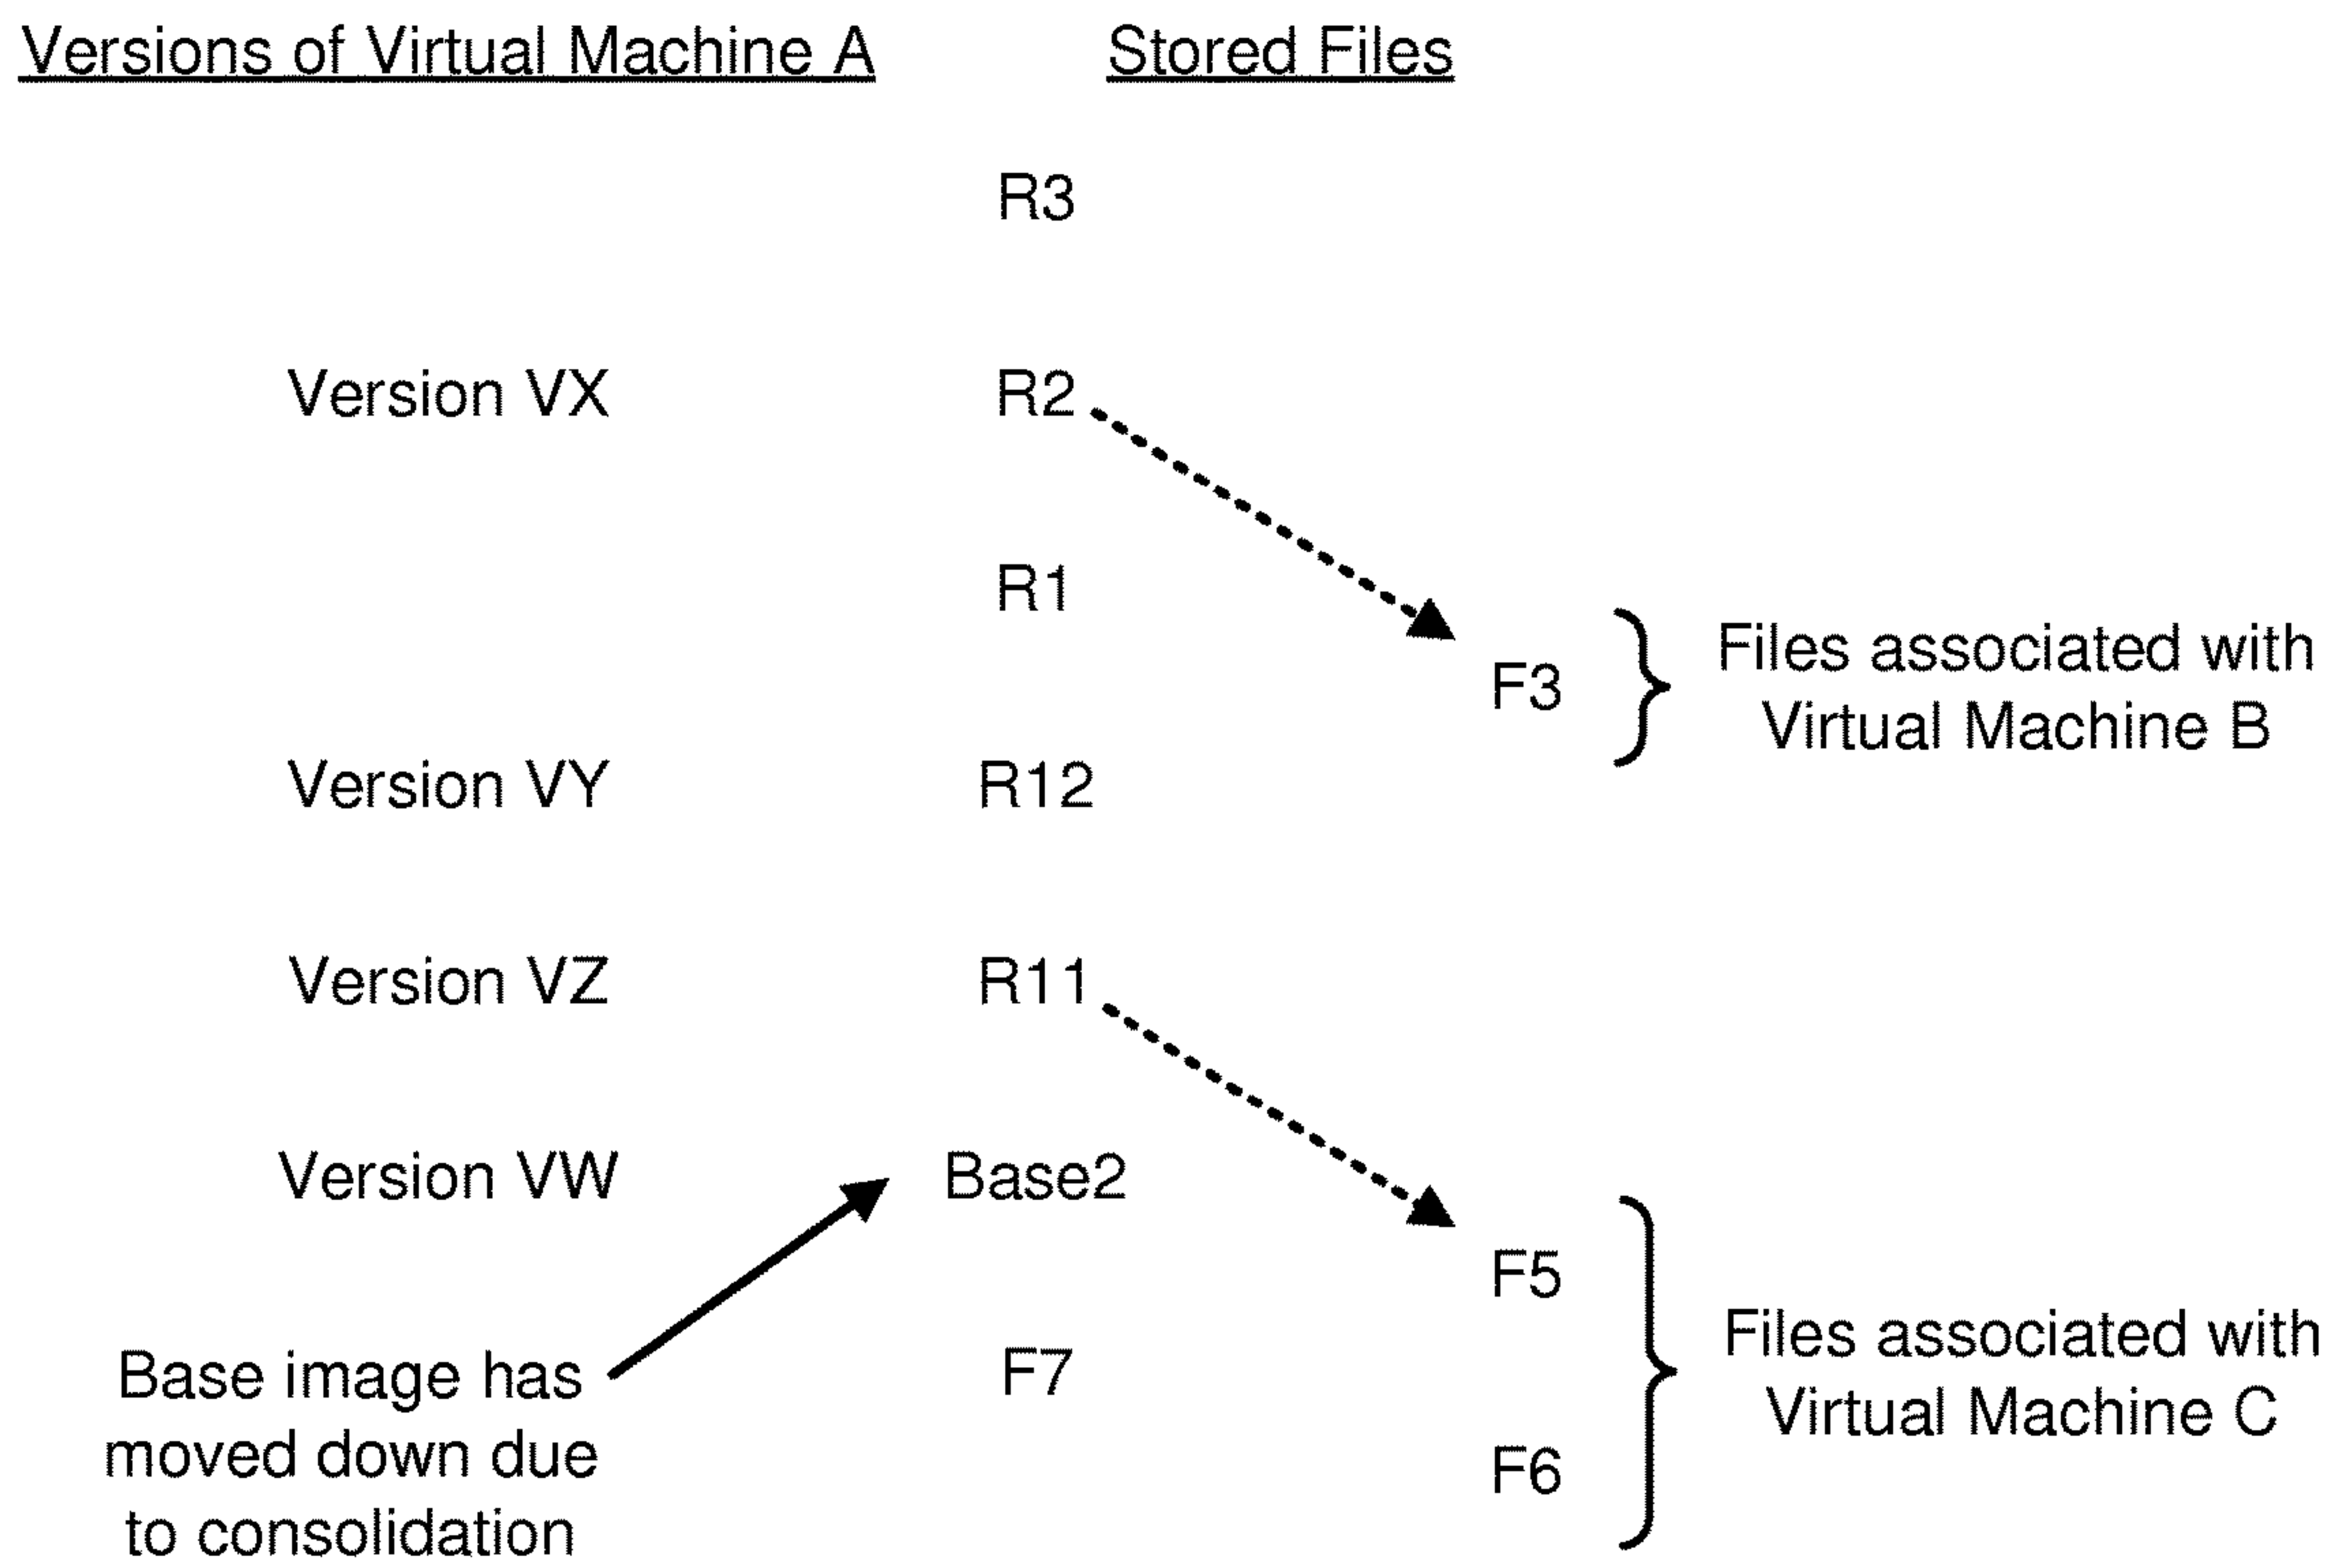 Versions of Virtual Machine A    Stored Files
R3
Version VX    R2
R1
Files associated with
Virtual Machine B
F3
Version VY    R12
Version VZ    R11
Version VW    Base2
F5
Files associated with
Virtual Machine C
F7
Base image has
moved down due
to consolidation
F6